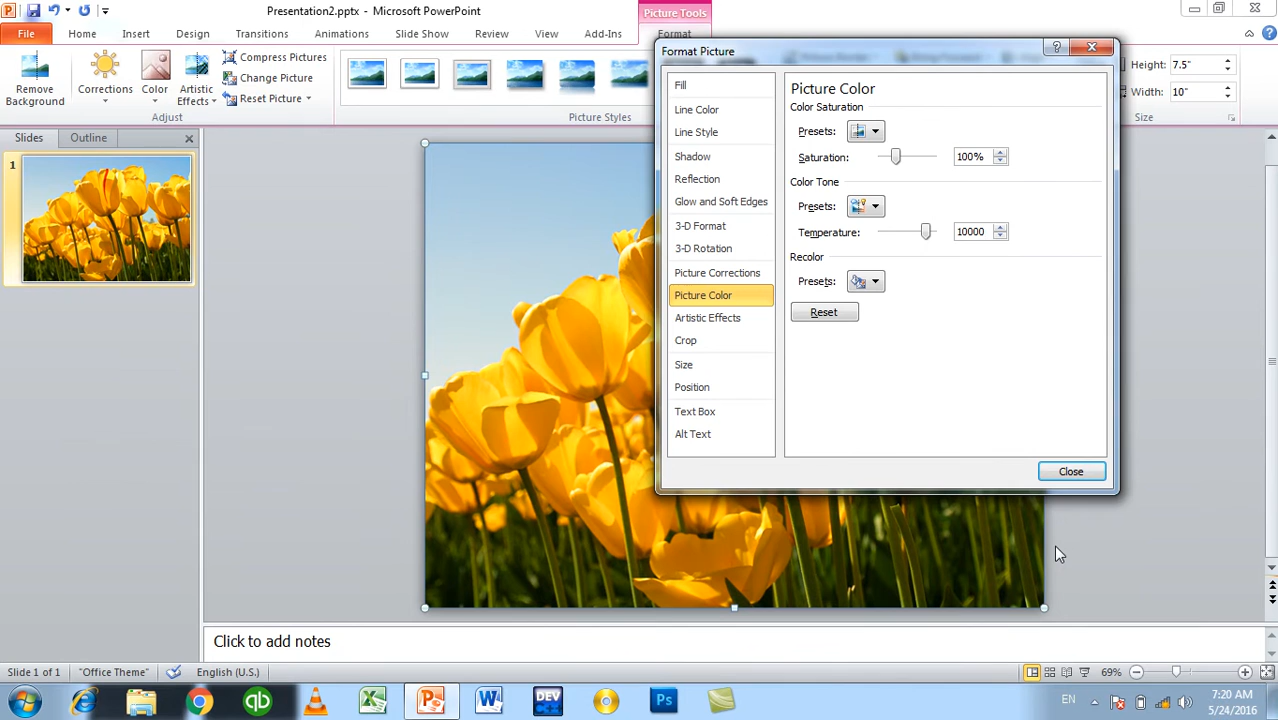 Presentation2.pptx - Microsoft PowerPoint
Picture Tools
File
Home
Insert
Design
Transitions
Animations
Slide Show
Review
View
Add-Ins
Format
Remove Background
Corrections
Color
Artistic Effects
Compress Pictures
Change Picture
Reset Picture
Adjust
Picture Styles
Height:
7.5"
Width:
10"
Size
Slides
Outline
1
Format Picture
Fill
Line Color
Line Style
Shadow
Reflection
Glow and Soft Edges
3-D Format
3-D Rotation
Picture Corrections
Picture Color
Artistic Effects
Crop
Size
Position
Text Box
Alt Text
Picture Color
Color Saturation
Presets:
Saturation:
100%
Color Tone
Presets:
Temperature:
10000
Recolor
Presets:
Reset
Close
Click to add notes
Slide 1 of 1
"Office Theme"
English (U.S.)
69%
EN
7:20 AM
5/24/2016